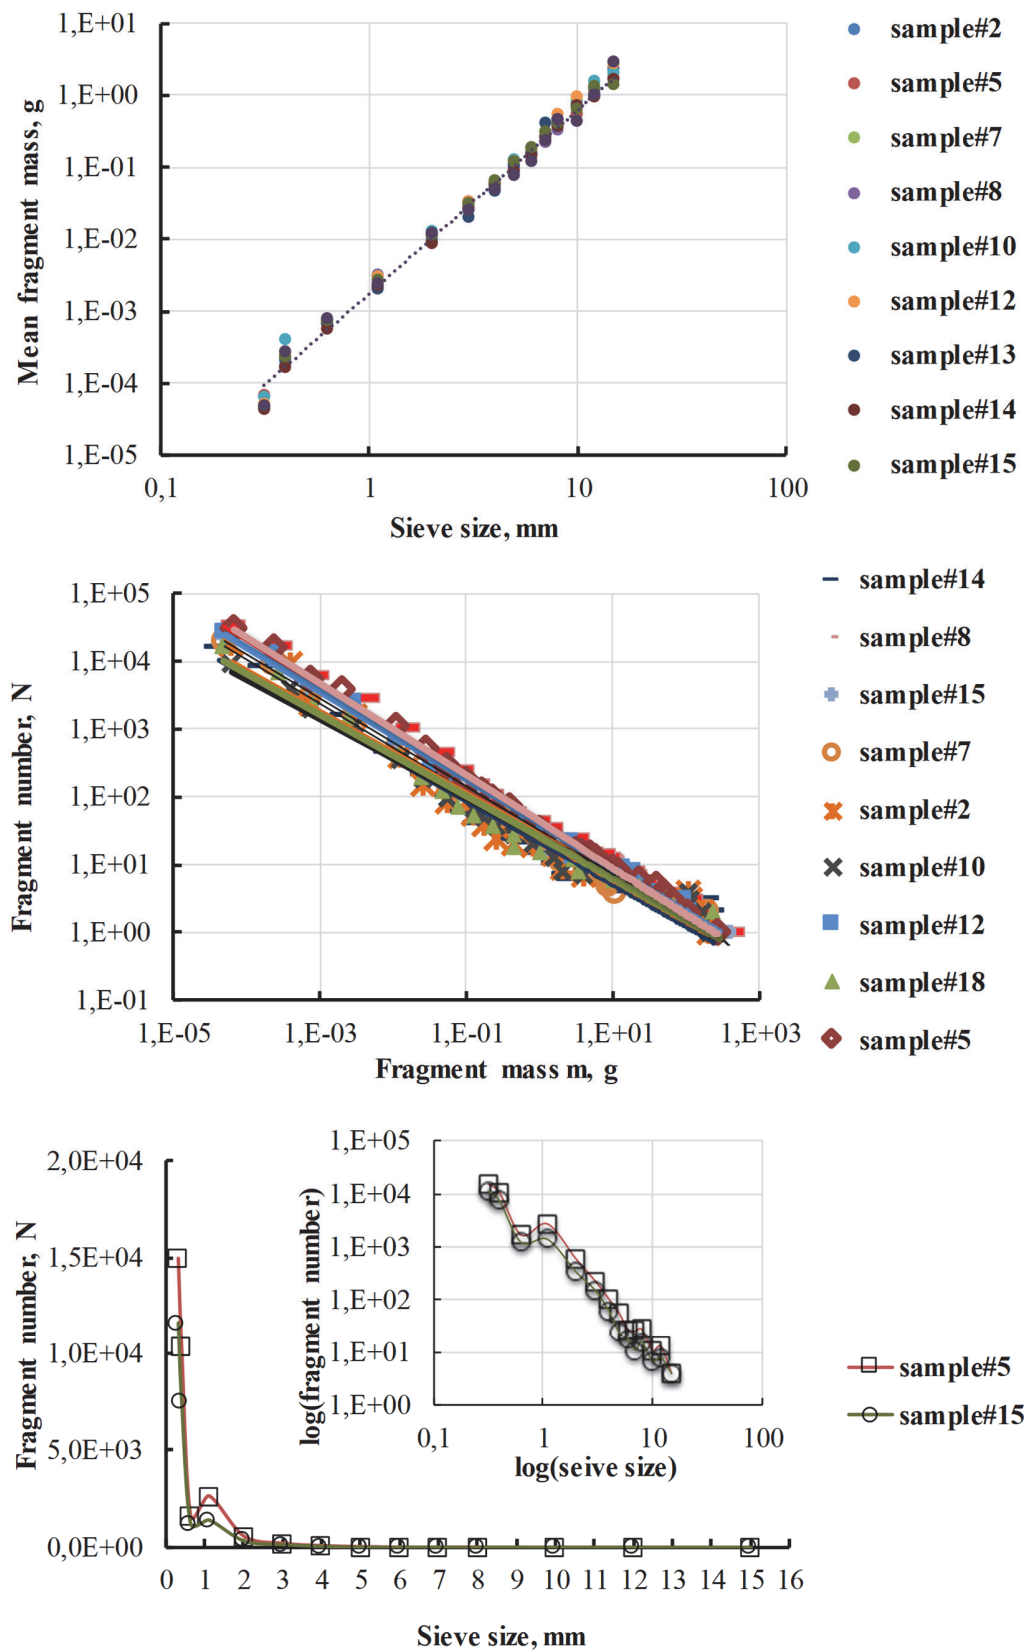 1,E+01
1,E+00
1,E-01
1,E-02
1,E-03
1,E-04
1,E-05
Mean fragment mass, g
0,1 1 10 100
Sieve size, mm
sample#2
sample#5
sample#7
sample#8
sample#10
sample#12
sample#13
sample#14
sample#15
1,E+05
1,E+04
1,E+03
1,E+02
1,E+01
1,E+00
1,E-01
Fragment number, N
1,E-05 1,E-03 1,E-01 1,E+01 1,E+03
Fragment mass m, g
sample#14
sample#8
sample#15
sample#7
sample#2
sample#10
sample#12
sample#18
sample#5
2,0E+04
1,5E+04
1,0E+04
5,0E+03
0,0E+00
Fragment number, N
0 1 2 3 4 5 6 7 8 9 10 11 12 13 14 15 16
Sieve size, mm
1,E+05
1,E+04
1,E+03
1,E+02
1,E+01
1,E+00
log(fragment number)
0,1 1 10 100
log(seive size)
sample#5
sample#15